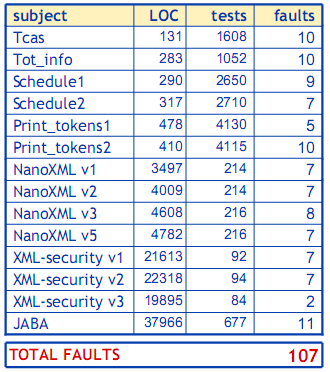 subject LOC tests faults
Tcas 131 1608 10
Tot_info 283 1052 10
Schedule1 290 2650 9
Schedule2 317 2710 7
Print_tokens1 478 4130 5
Print_tokens2 410 4115 10
NanoXML v1 3497 214 7
NanoXML v2 4009 214 7
NanoXML v3 4608 216 8
NanoXML v5 4782 216 7
XML-security v1 21613 92 7
XML-security v2 22318 94 7
XML-security v3 19895 84 2
JABA 37966 677 11
TOTAL FAULTS 107